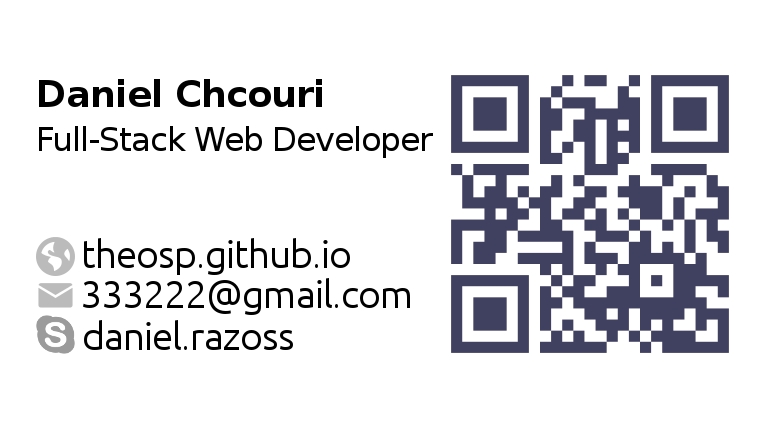 Daniel Chcouri
Full-Stack Web Developer
theosp.github.io
333222@gmail.com
daniel.razoss